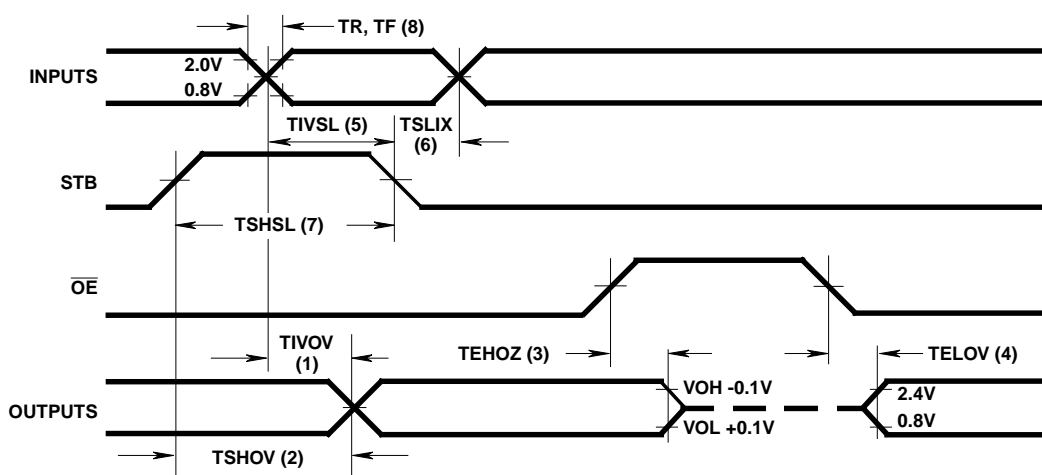 TR, TF (8)
INPUTS
2.0V
0.8V
TIVSL (5)
TSLIX
(6)
STB
TSHSL (7)
OE
TIVOV
(1)
TEHOZ (3)
TELOV (4)
OUTPUTS
VOH -0.1V
VOL +0.1V
2.4V
0.8V
TSHOV (2)